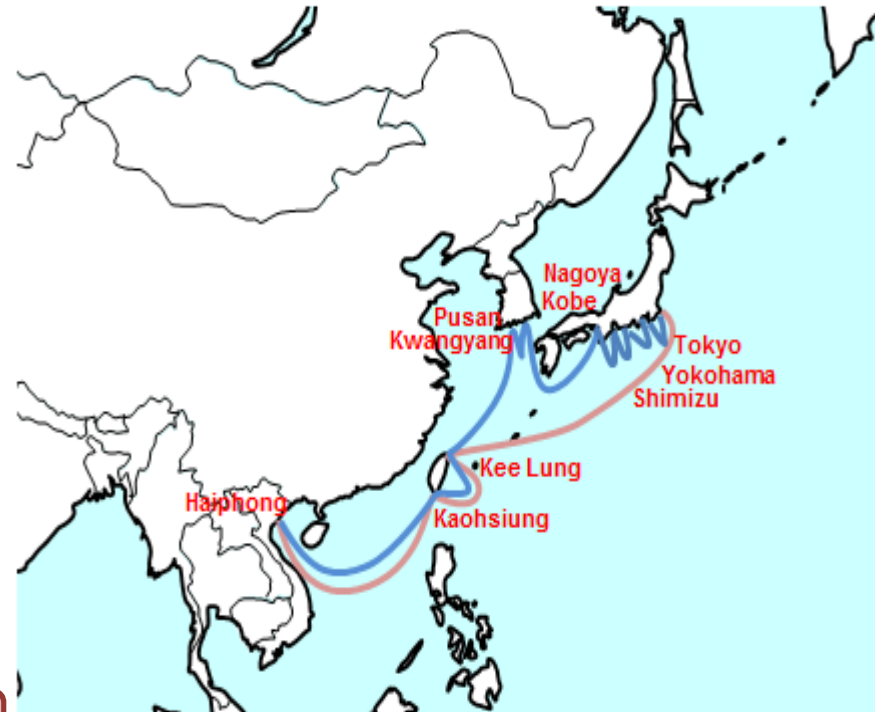 Nagoya
Kobe
Pusan
Kwangyang
Tokyo
Yokohama
Shimizu
Kee Lung
Haiphong
Kaohsiung